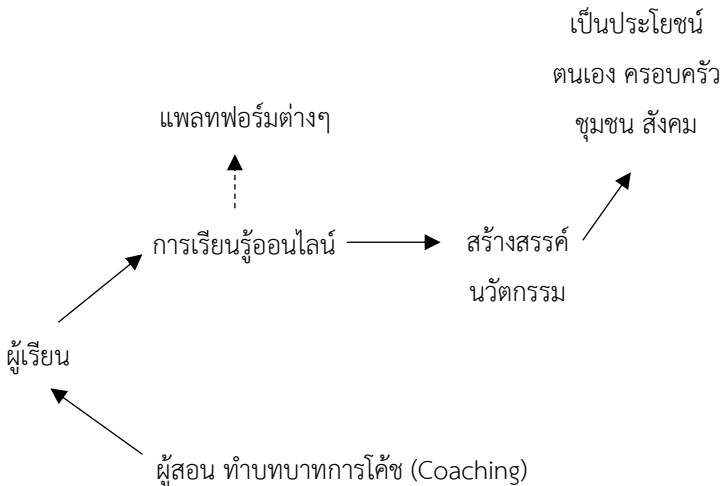 เป็นประโยชน์
ตนเอง ครอบครัว
ชุมชน สังคม
แพลทฟอร์มต่างๆ
การเรียนรู้ออนไลน์
สร้างสรรค์
นวัตกรรม
ผู้เรียน
ผู้สอน ทำบทบาทการโค้ช (Coaching)